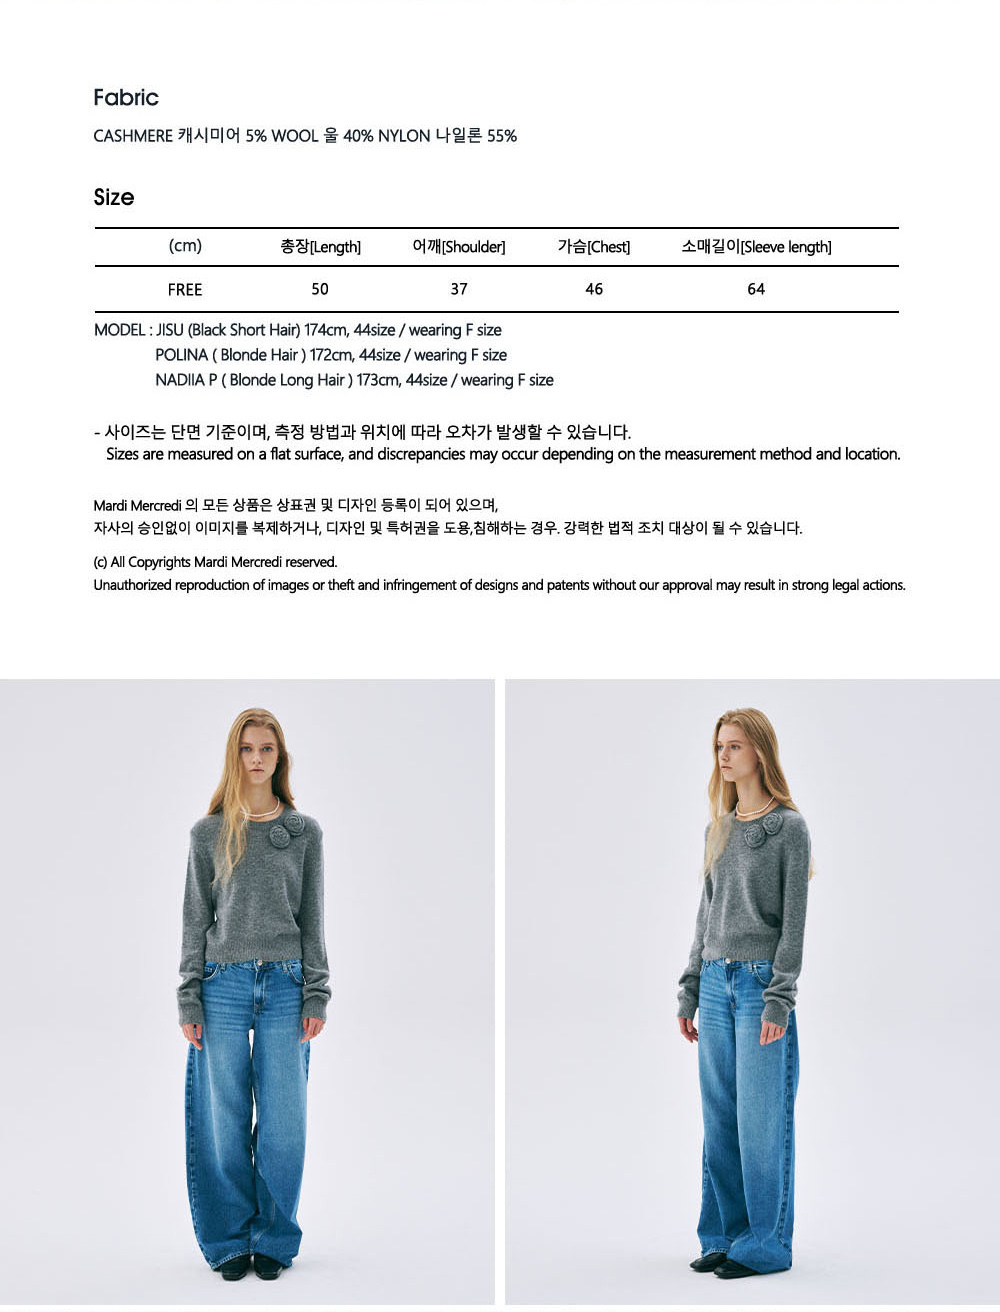 Fabric
CASHMERE 캐시미어 5% WOOL 울 40% NYLON 나일론 55%
Size
(cm) 총장[Length] 어깨[Shoulder] 가슴[Chest] 소매길이[Sleeve length]
FREE 50 37 46 64
MODEL : JISU (Black Short Hair) 174cm, 44size / wearing F size
POLINA ( Blonde Hair ) 172cm, 44size / wearing F size
NADIIA P ( Blonde Long Hair ) 173cm, 44size / wearing F size
- 사이즈는 단면 기준이며, 측정 방법과 위치에 따라 오차가 발생할 수 있습니다.
Sizes are measured on a flat surface, and discrepancies may occur depending on the measurement method and location.
Mardi Mercredi 의 모든 상품은 상표권 및 디자인 등록이 되어 있으며,
자사의 승인없이 이미지를 복제하거나, 디자인 및 특허권을 도용,침해하는 경우. 강력한 법적 조치 대상이 될 수 있습니다.
(c) All Copyrights Mardi Mercredi reserved.
Unauthorized reproduction of images or theft and infringement of designs and patents without our approval may result in strong legal actions.